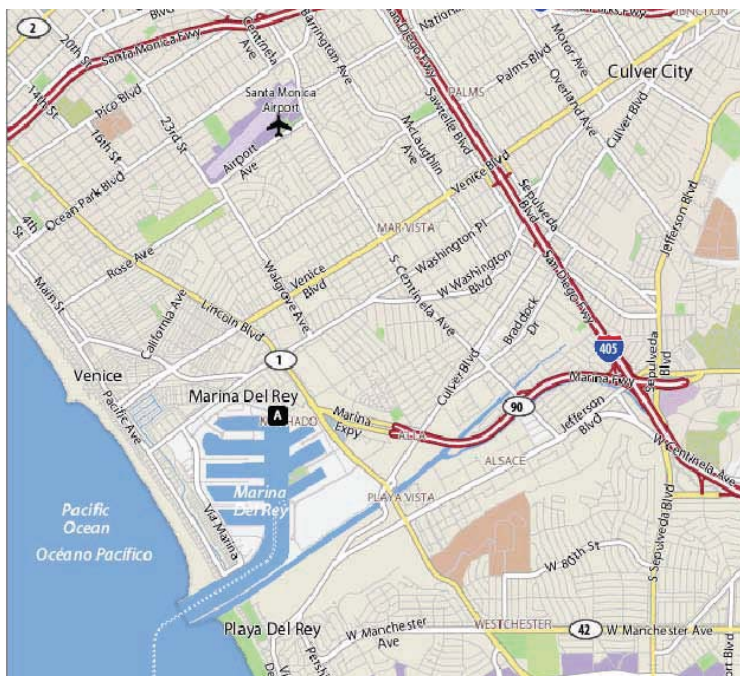 2
20th St
Blvd
Santa Monica Fwy
Centinela
Ave
Barrington Ave
San Diego Fwy
National
JUNCTION
14th St
Pico Blvd
16th St
23rd St
Santa Monica
Airport
Airport
Ave
PALMS
Palms Blvd
Motor Ave
Overland Ave
Culver City
Culver Blvd
Sawtelle Blvd
McLaughlin
Ave
Venice Blvd
Ocean Park Blvd
4th
St
Rose Ave
Main St
California Ave
Lincoln Blvd
Walgrove Ave
Venice
Blvd
MAR VISTA
Washington Pl
S Centinela Ave
W Washington
Blvd
Sepulveda
Blvd
San Diego Fwy
Jefferson Blvd
Braddock
Dr
Culver Blvd
405
Sepulveda
Blvd
Marina Fwy
1
Venice
Pacific Ave
Marina Del Rey
A
Marina
Expy
ALLA
90
Jefferson
Blvd
W Centinela Ave
ALSACE
Marina
Del Rey
PLAYA VISTA
Via Marina
Pacific
Ocean
Océano Pacífico
W 80th St
S Sepulveda Blvd
WESTCHESTER
Playa Del Rey
W Manchester
Ave
42
W Manchester Ave